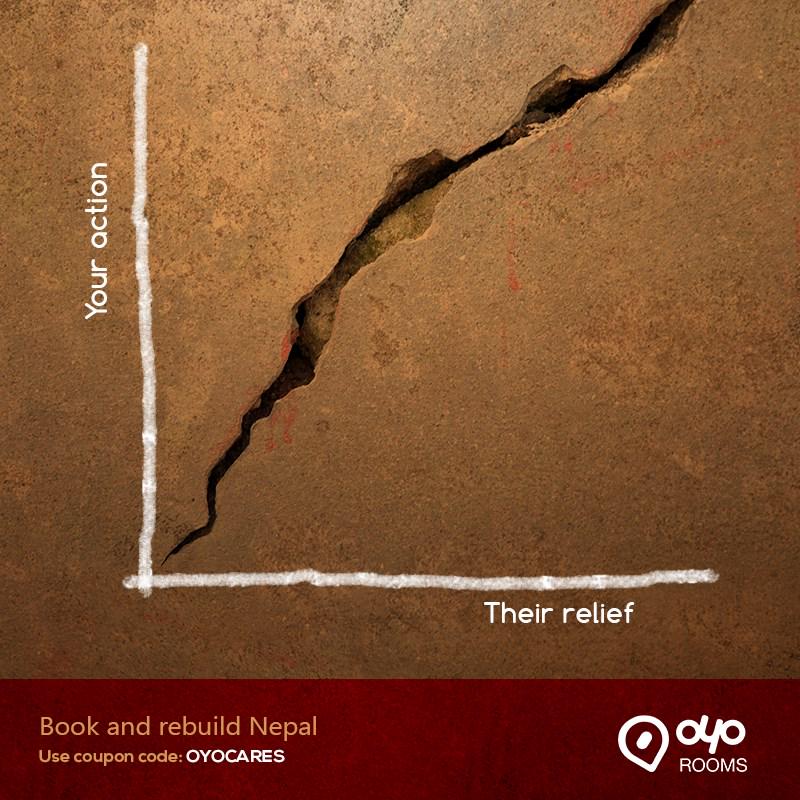 Your action
Their relief
Book and rebuild Nepal
Use coupon code: OYOCARES
oyo
ROOMS